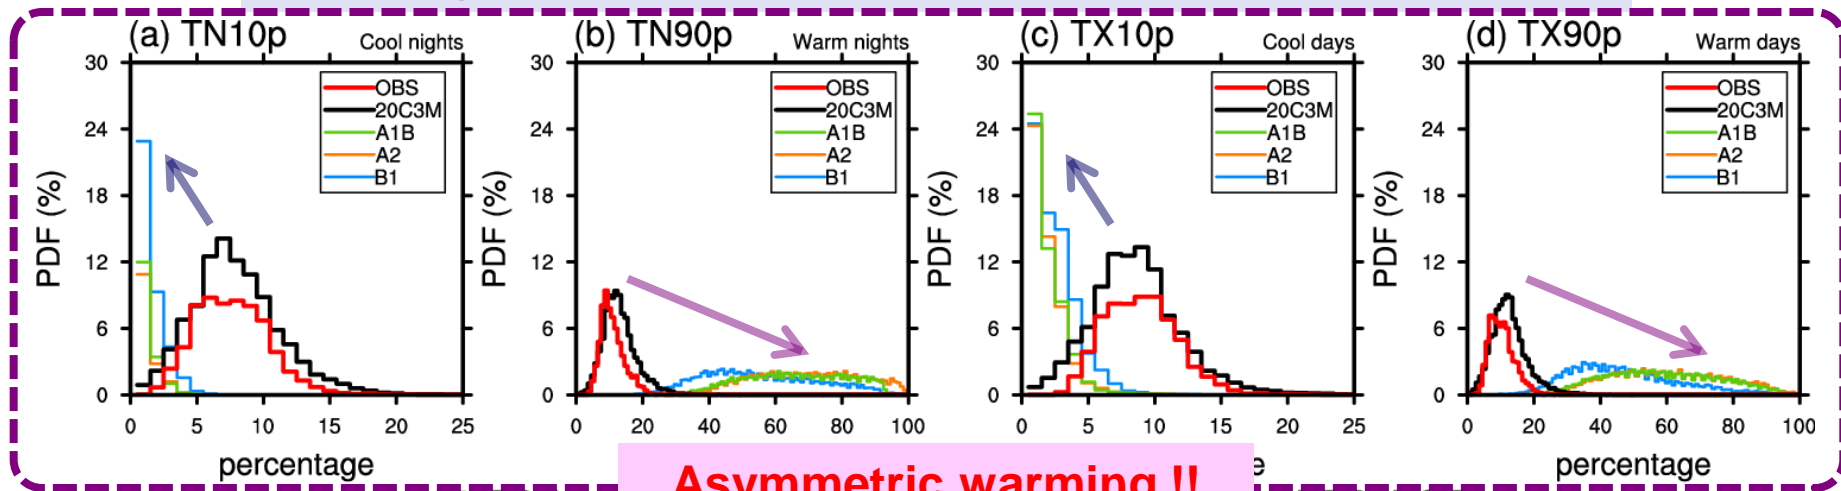 (a) TN10p Cool nights
30
24
18
12
6
0
PDF (%)
OBS
20C3M
A1B
A2
B1
0 5 10 15 20 25
percentage
(b) TN90p Warm nights
30
24
18
12
6
0
PDF (%)
OBS
20C3M
A1B
A2
B1
0 20 40 60 80 100
(c) TX10p Cool days
30
24
18
12
6
0
PDF (%)
OBS
20C3M
A1B
A2
B1
0 5 10 15 20 25
e
(d) TX90p Warm days
30
24
18
12
6
0
PDF (%)
OBS
20C3M
A1B
A2
B1
0 20 40 60 80 100
percentage
Asymmetric warming !!